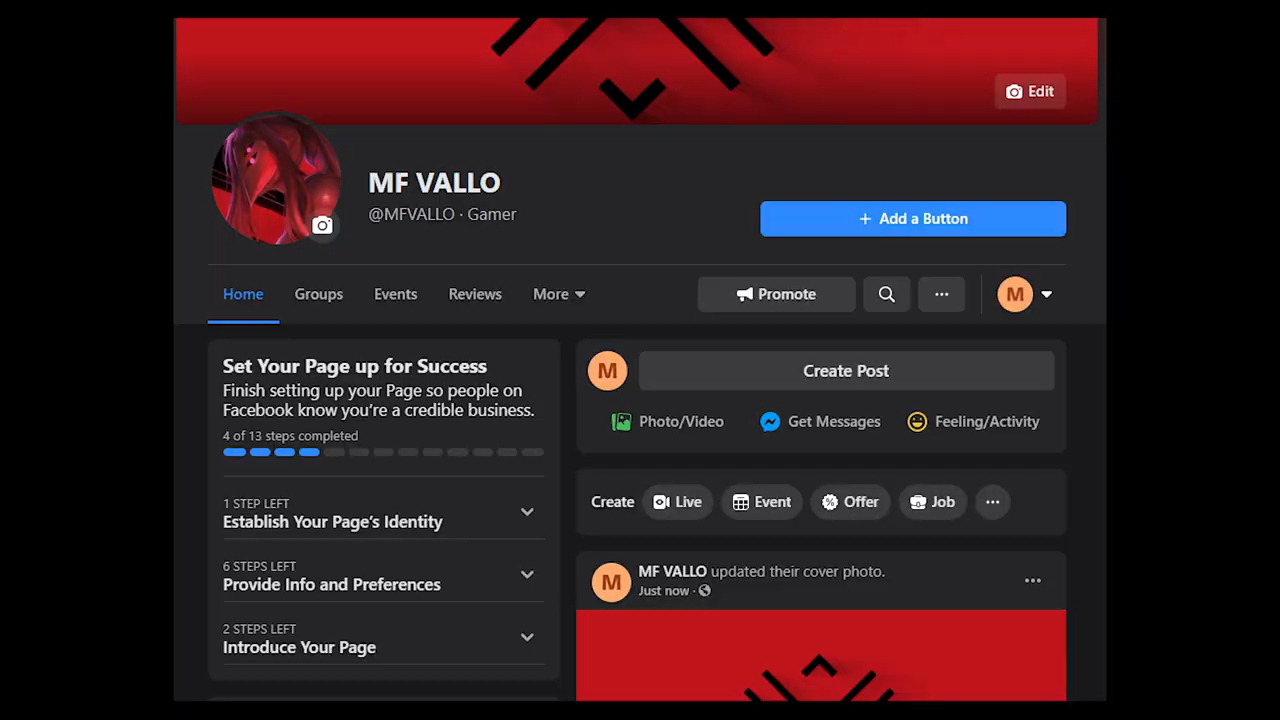 Edit
MF VALLO
@MFVALLO · Gamer
+ Add a Button
Home Groups Events Reviews More
Promote
M
Set Your Page up for Success
Finish setting up your Page so people on
Facebook know you’re a credible business.
4 of 13 steps completed
1 STEP LEFT
Establish Your Page’s Identity
6 STEPS LEFT
Provide Info and Preferences
2 STEPS LEFT
Introduce Your Page
M Create Post
Photo/Video Get Messages Feeling/Activity
Create Live Event Offer Job
M
MF VALLO updated their cover photo.
Just now ·